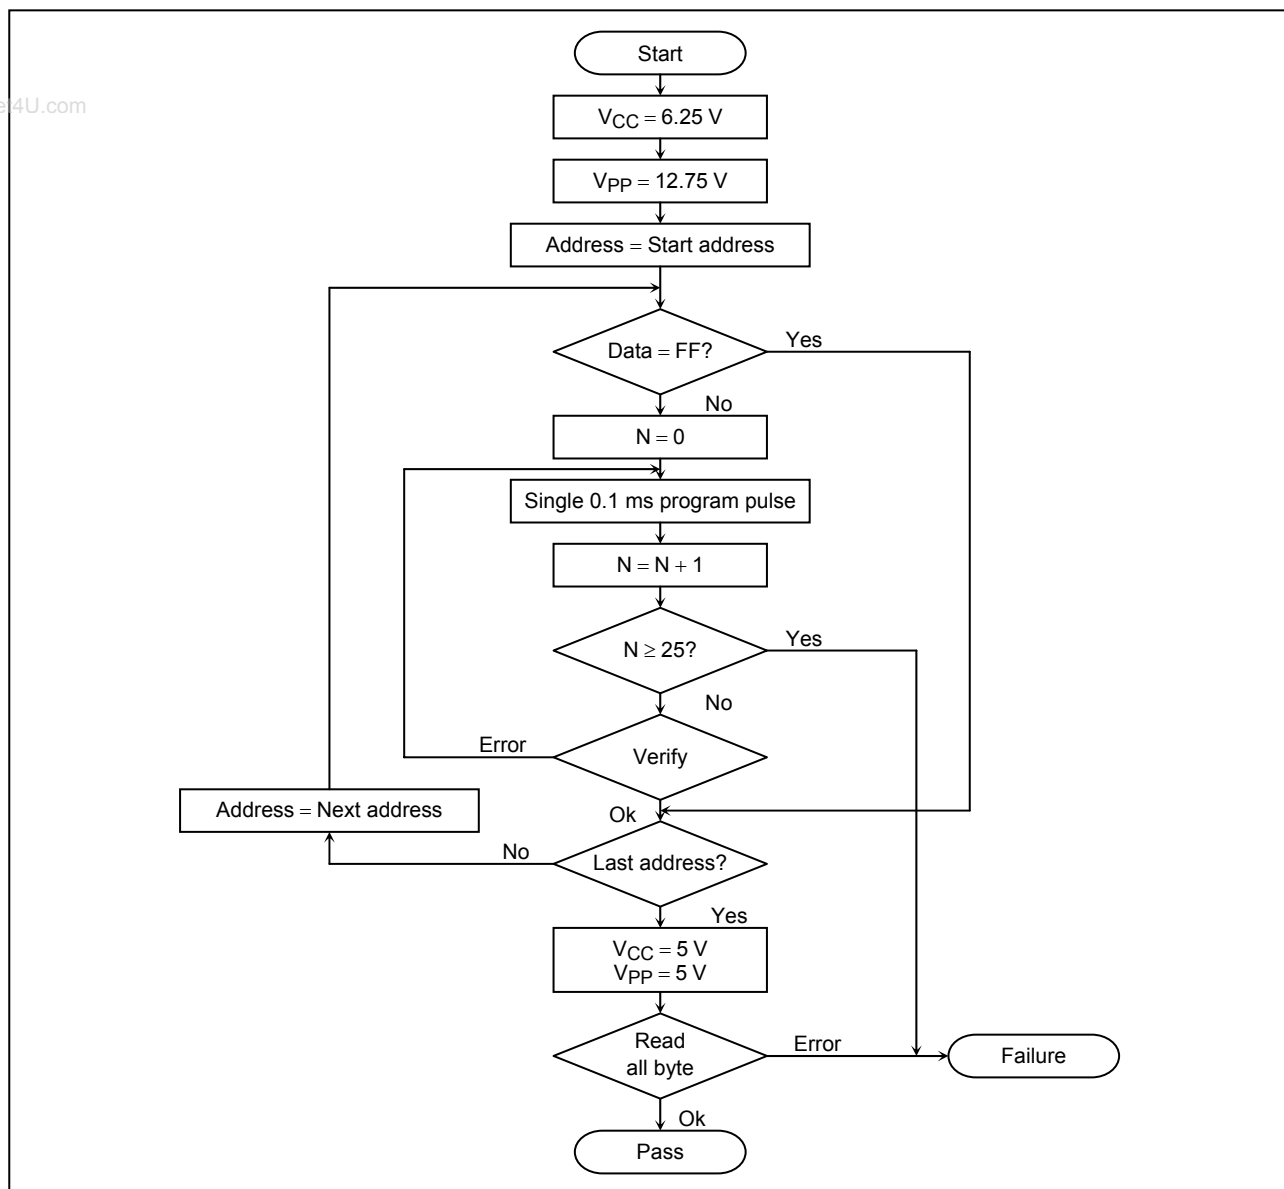 Start
et4U.com
VCC = 6.25 V
VPP = 12.75 V
Address = Start address
Data = FF?
Yes
No
N = 0
Single 0.1 ms program pulse
N = N + 1
N ≥ 25?
Yes
No
Error
Verify
Address = Next address
Ok
No
Last address?
Yes
VCC = 5 V
VPP = 5 V
Read
all byte
Error
Failure
Ok
Pass